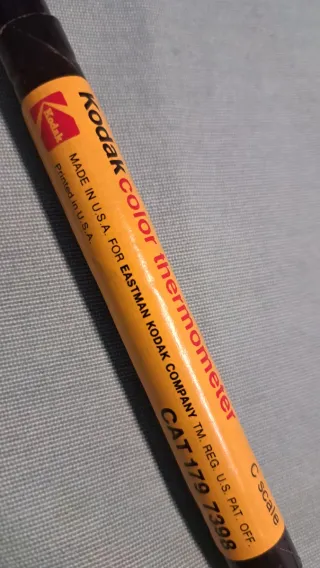 Kodak
Kodak color thermometer
C scale
MADE IN U.S.A. FOR EASTMAN KODAK COMPANY TM. REG. U.S. PAT. OFF.
Printed in U.S.A.
CAT 179 7398